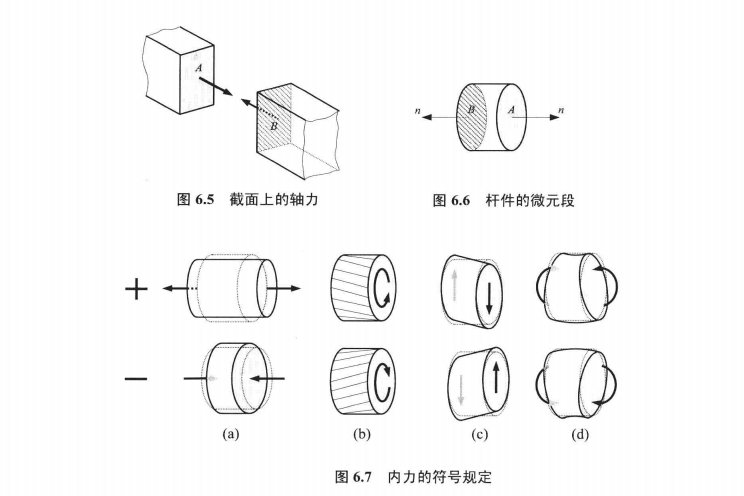 A
B
图 6.5 截面上的轴力
n
B
A
n
图 6.6 杆件的微元段
+
−
(a)
(b)
(c)
(d)
图 6.7 内力的符号规定